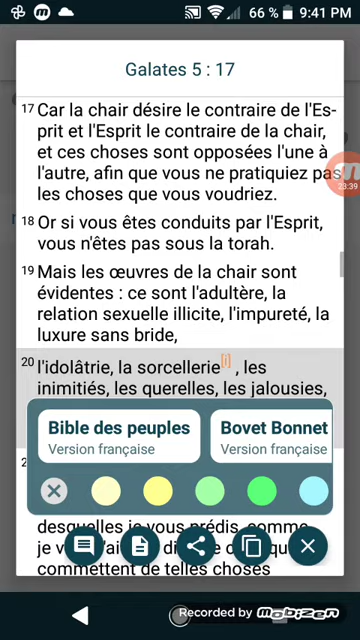 66 % 9:41 PM
Galates 5 : 17
17 Car la chair désire le contraire de l'Es-
prit et l'Esprit le contraire de la chair,
et ces choses sont opposées l'une à
l'autre, afin que vous ne pratiquiez pas
les choses que vous voudriez.
23:39
18 Or si vous êtes conduits par l'Esprit,
vous n'êtes pas sous la torah.
19 Mais les œuvres de la chair sont
évidentes : ce sont l'adultère, la
relation sexuelle illicite, l'impureté, la
luxure sans bride,
20 l'idolâtrie, la sorcellerie[i] , les
inimitiés, les querelles, les jalousies,
Bible des peuples
Version française
Bovet Bonnet
Version française
desquelles je vous prédis, comme
commettent de telles choses
Recorded by Mobizen